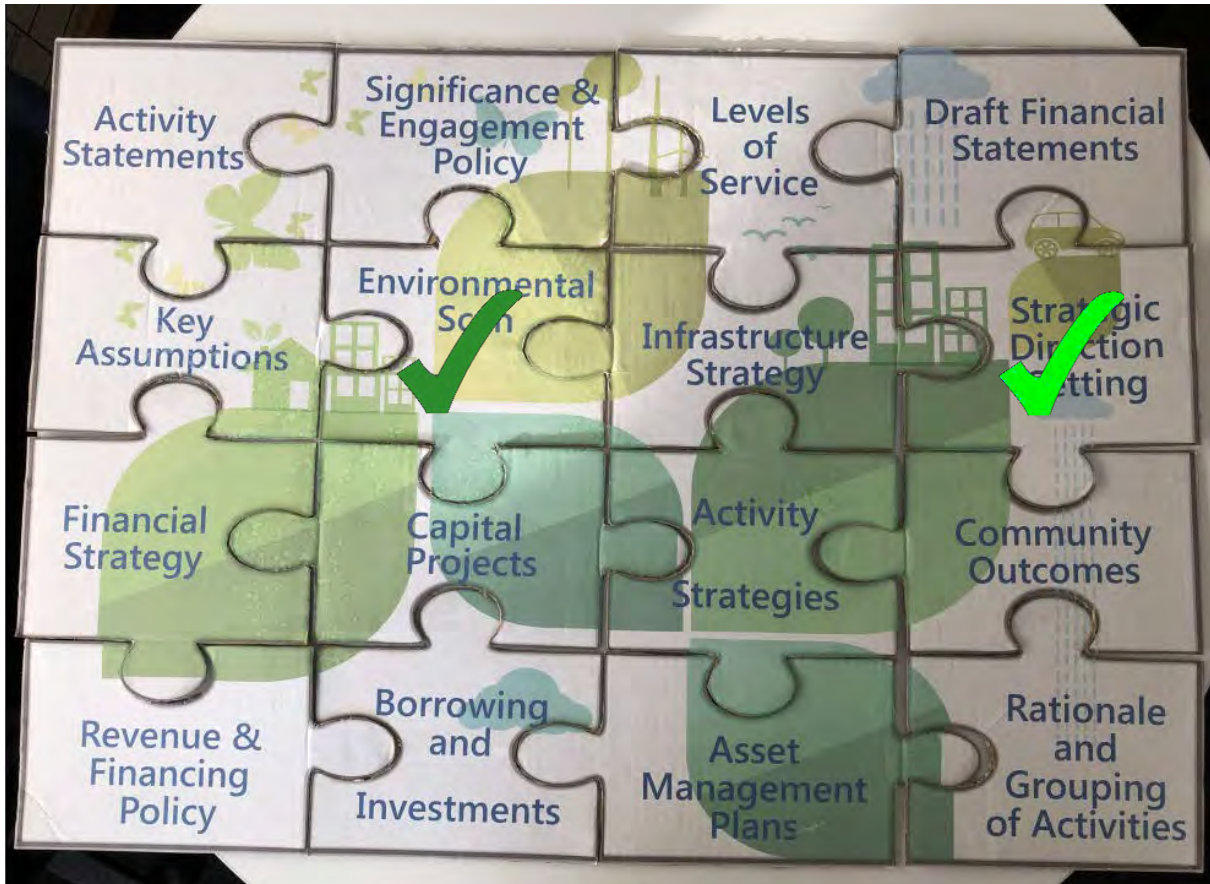 Activity
Statements
Significance &
Engagement
Policy
Levels
of
Service
Draft Financial
Statements
Key
Assumptions
Environmental
Scan
Infrastructure
Strategy
Strategic
Direction
Setting
Financial
Strategy
Capital
Projects
Activity
Strategies
Community
Outcomes
Revenue &
Financing
Policy
Borrowing
and
Investments
Asset
Management
Plans
Rationale
and
Grouping
of Activities